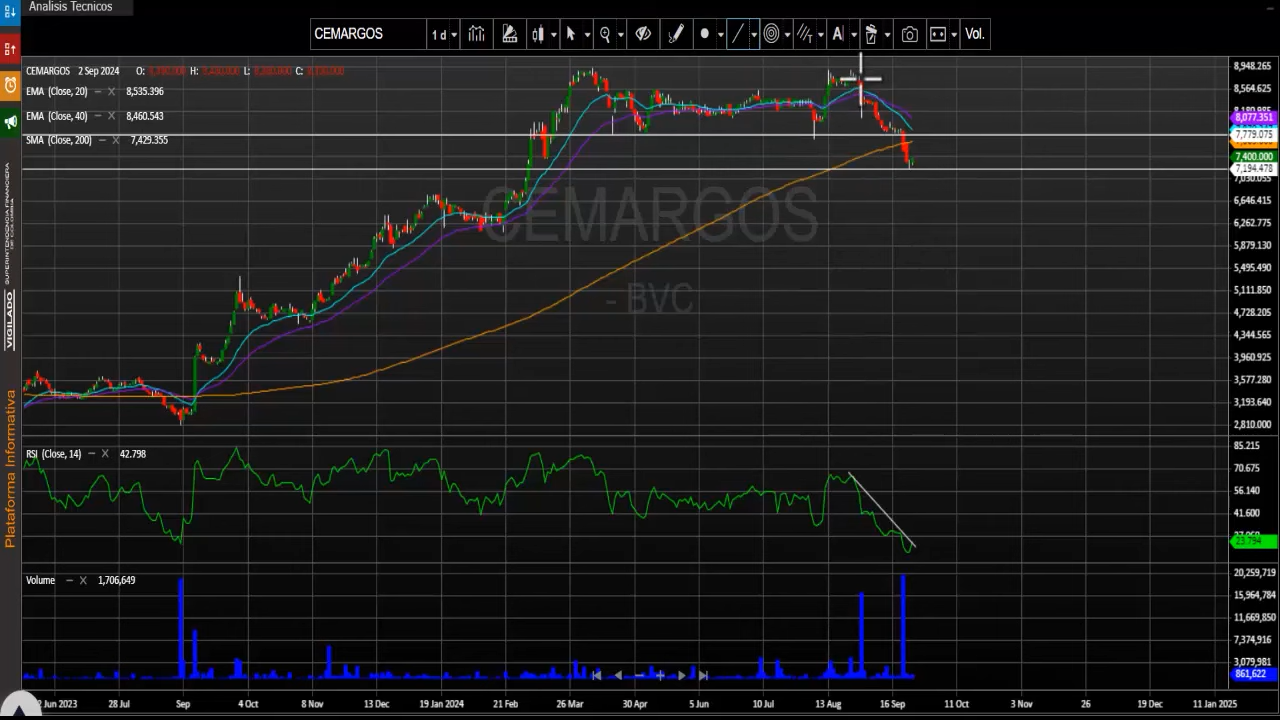 Analisis Tecnicos
CEMARGOS
1 d
A
Vol.
CEMARGOS 2 Sep 2024 O: H: L: C:
EMA (Close, 20) — X 8,535.396
EMA (Close, 40) — X 8,460.543
SMA (Close, 200) — X 7,429.355
8,948.265
8,564.625
8,077.351
7,779.075
7,400.000
7,194.478
6,646.415
6,262.775
5,879.130
5,495.490
5,111.850
4,728.205
4,344.565
3,960.925
3,577.280
3,193.640
2,810.000
CEMARGOS
- BVC
RSI (Close, 14) — X 42.798
85.215
70.675
56.140
41.600
23.794
Volume — X 1,706,649
20,259,719
15,964,784
11,669,850
7,374,916
3,079,981
861,622
Jun 2023 28 Jul Sep 4 Oct 8 Nov 13 Dec 19 Jan 2024 21 Feb 26 Mar 30 Apr 5 Jun 10 Jul 13 Aug 16 Sep 11 Oct 3 Nov 26 19 Dec 11 Jan 2025
VIGILADO
SUPERINTENDENCIA FINANCIERA
DE COLOMBIA
Plataforma Informativa